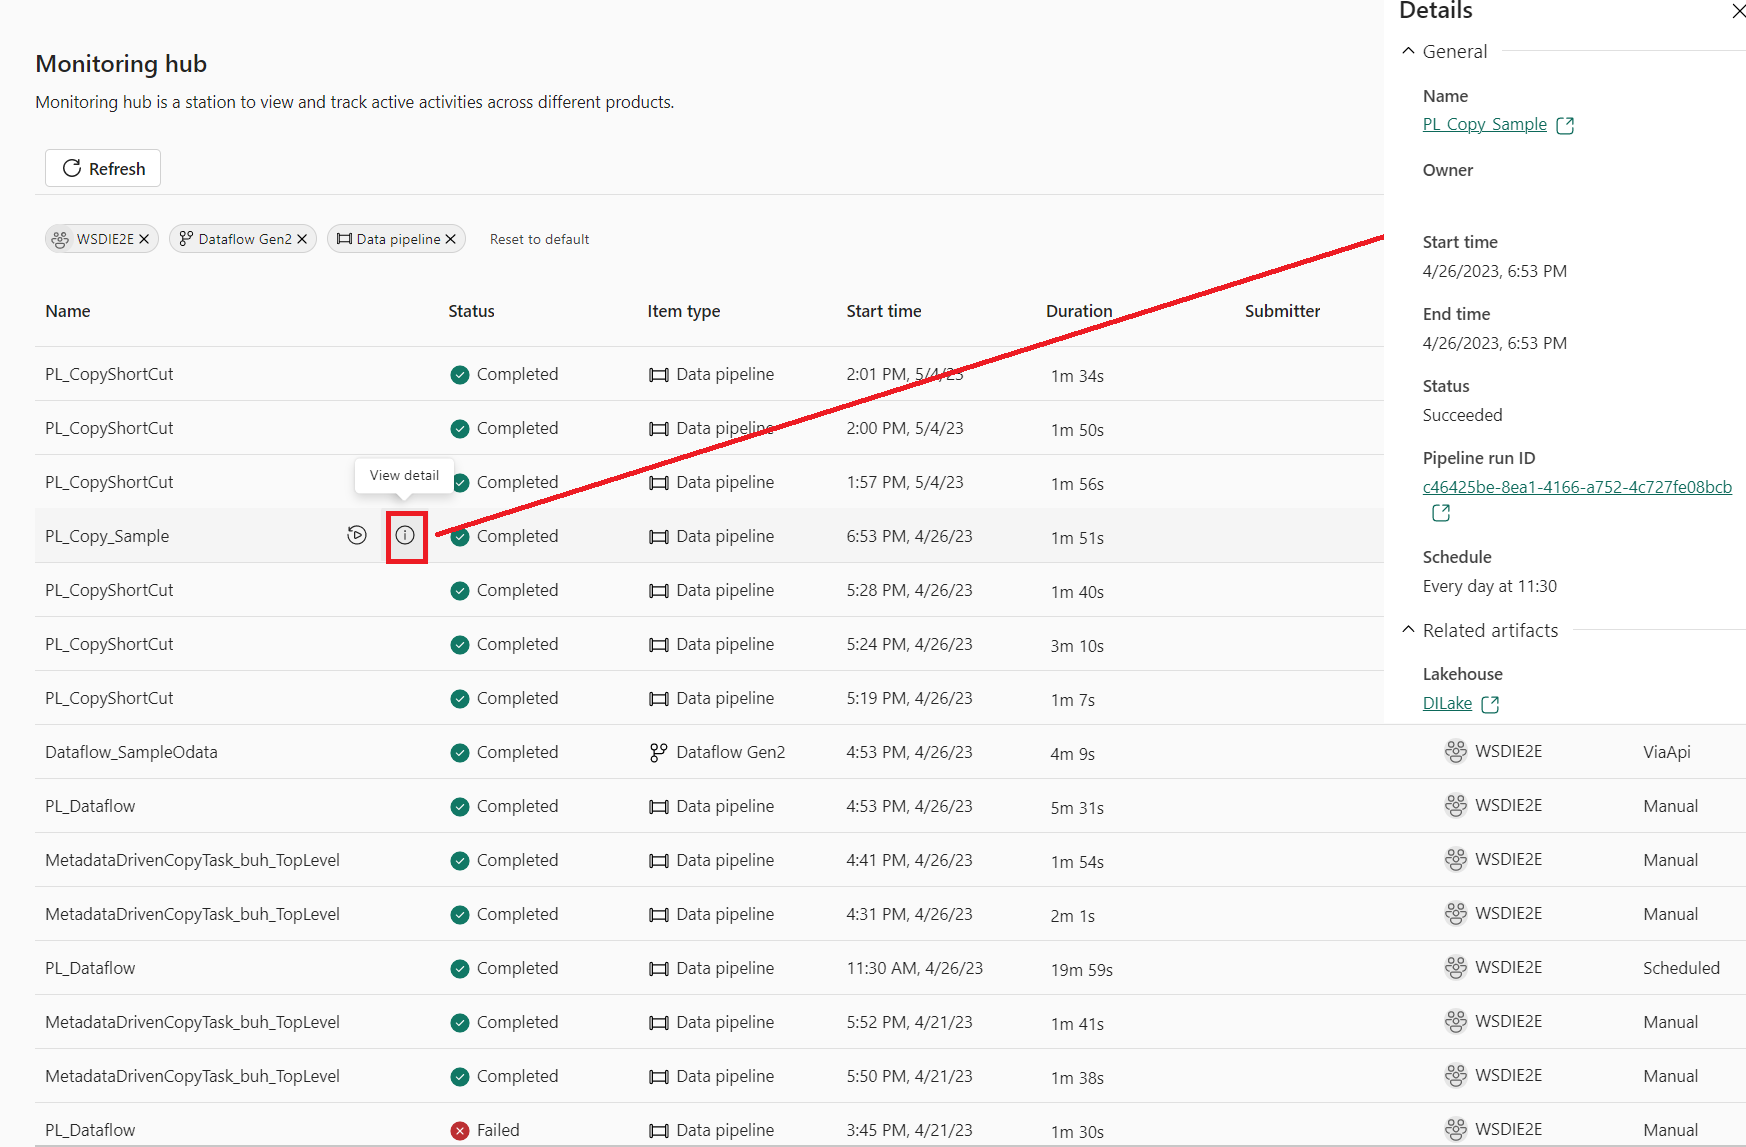 Monitoring hub
Monitoring hub is a station to view and track active activities across different products.
Refresh
WSDIE2E Dataflow Gen2 Data pipeline Reset to default
Name Status Item type Start time Duration Submitter
PL_CopyShortCut Completed Data pipeline 2:01 PM, 5/4/23 1m 34s
PL_CopyShortCut Completed Data pipeline 2:00 PM, 5/4/23 1m 50s
View detail
PL_CopyShortCut Completed Data pipeline 1:57 PM, 5/4/23 1m 56s
PL_Copy_Sample Completed Data pipeline 6:53 PM, 4/26/23 1m 51s
PL_CopyShortCut Completed Data pipeline 5:28 PM, 4/26/23 1m 40s
PL_CopyShortCut Completed Data pipeline 5:24 PM, 4/26/23 3m 10s
PL_CopyShortCut Completed Data pipeline 5:19 PM, 4/26/23 1m 7s
Dataflow_SampleOdata Completed Dataflow Gen2 4:53 PM, 4/26/23 4m 9s WSDIE2E ViaApi
PL_Dataflow Completed Data pipeline 4:53 PM, 4/26/23 5m 31s WSDIE2E Manual
MetadataDrivenCopyTask_buh_TopLevel Completed Data pipeline 4:41 PM, 4/26/23 1m 54s WSDIE2E Manual
MetadataDrivenCopyTask_buh_TopLevel Completed Data pipeline 4:31 PM, 4/26/23 2m 1s WSDIE2E Manual
PL_Dataflow Completed Data pipeline 11:30 AM, 4/26/23 19m 59s WSDIE2E Scheduled
MetadataDrivenCopyTask_buh_TopLevel Completed Data pipeline 5:52 PM, 4/21/23 1m 41s WSDIE2E Manual
MetadataDrivenCopyTask_buh_TopLevel Completed Data pipeline 5:50 PM, 4/21/23 1m 38s WSDIE2E Manual
PL_Dataflow Failed Data pipeline 3:45 PM, 4/21/23 1m 30s WSDIE2E Manual
Details
General
Name
PL_Copy_Sample
Owner
Start time
4/26/2023, 6:53 PM
End time
4/26/2023, 6:53 PM
Status
Succeeded
Pipeline run ID
c46425be-8ea1-4166-a752-4c727fe08bcb
Schedule
Every day at 11:30
Related artifacts
Lakehouse
DILake